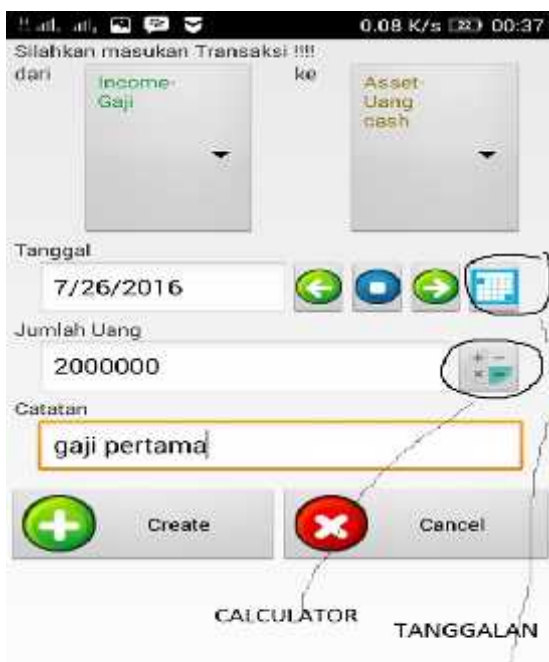 0.08 K/s 22 00:37
Silahkan masukan Transaksi !!!!
dari
Income-
Gaji
ke
Asset-
Uang
cash
Tanggal
7/26/2016
Jumlah Uang
2000000
Catatan
gaji pertama
Create
Cancel
CALCULATOR
TANGGALAN